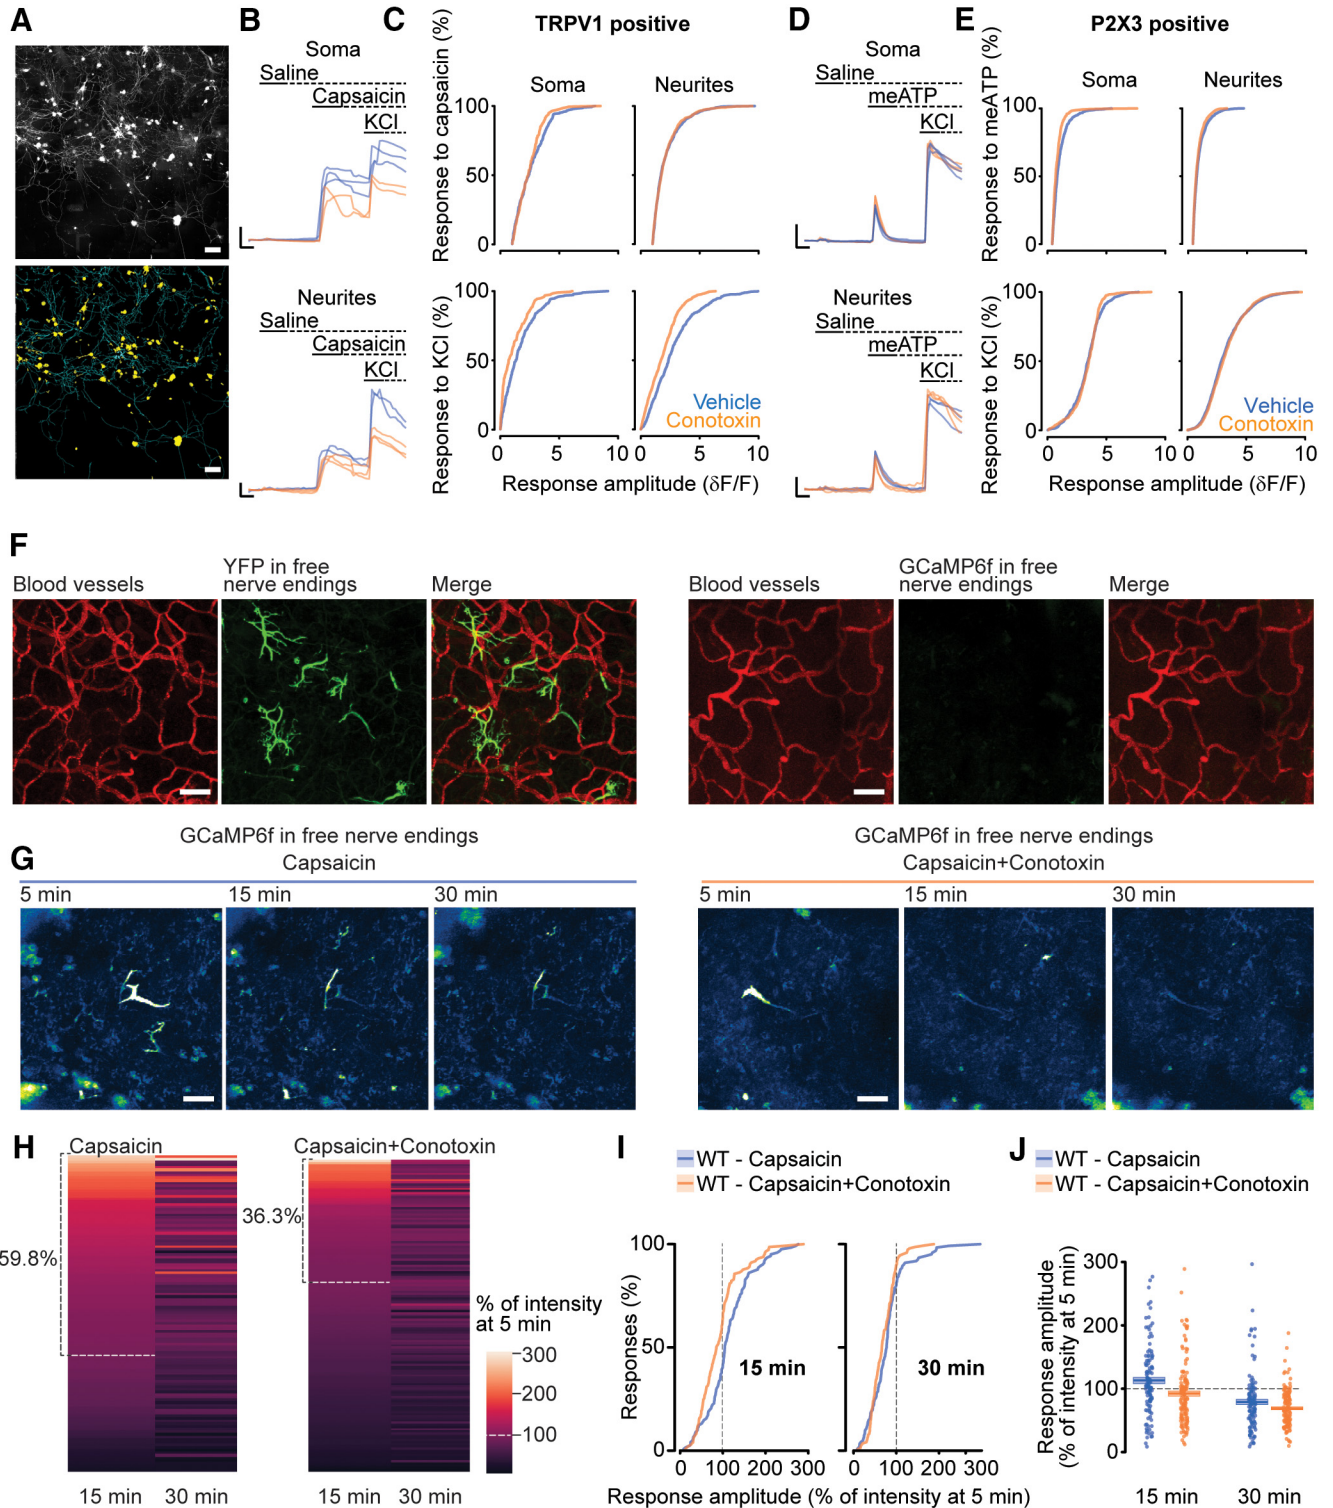 A
B
Soma
Saline
Capsaicin
KCl
Neurites
Saline
Capsaicin
KCl
C
TRPV1 positive
Response to capsaicin (%)
Soma
Neurites
100
50
0
Response to KCl (%)
100
50
0
Vehicle
Conotoxin
0 5 10 0 5 10
Response amplitude (δF/F)
D
Soma
Saline
meATP
KCl
Neurites
Saline
meATP
KCl
E
P2X3 positive
Response to meATP (%)
Soma
Neurites
100
50
0
Response to KCl (%)
100
50
0
Vehicle
Conotoxin
0 5 10 0 5 10
Response amplitude (δF/F)
F
Blood vessels
YFP in free
nerve endings
Merge
Blood vessels
GCaMP6f in free
nerve endings
Merge
G
GCaMP6f in free nerve endings
Capsaicin
5 min
15 min
30 min
GCaMP6f in free nerve endings
Capsaicin+Conotoxin
5 min
15 min
30 min
H
Capsaicin
59.8%
15 min 30 min
Capsaicin+Conotoxin
36.3%
15 min 30 min
% of intensity
at 5 min
300
200
100
I
WT - Capsaicin
WT - Capsaicin+Conotoxin
Responses (%)
100
50
0
15 min
30 min
0 100 200 300 0 100 200 300
Response amplitude (% of intensity at 5 min)
J
WT - Capsaicin
WT - Capsaicin+Conotoxin
Response amplitude
(% of intensity at 5 min)
300
200
100
0
15 min 30 min